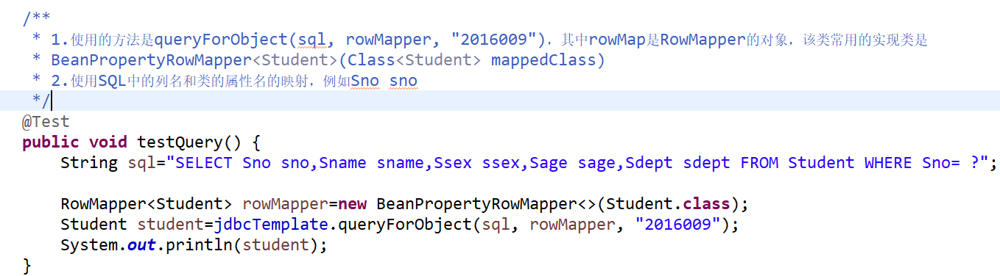 /**
 * 1.使用的方法是queryForObject(sql, rowMapper, "2016009"),其中rowMap是RowMapper的对象,该类常用的实现类是
 * BeanPropertyRowMapper<Student>(Class<Student> mappedClass)
 * 2.使用SQL中的列名和类的属性名的映射,例如Sno sno
 */
@Test
public void testQuery() {
    String sql="SELECT Sno sno,Sname sname,Ssex ssex,Sage sage,Sdept sdept FROM Student WHERE Sno= ?";
    RowMapper<Student> rowMapper=new BeanPropertyRowMapper<>(Student.class);
    Student student=jdbcTemplate.queryForObject(sql, rowMapper, "2016009");
    System.out.println(student);
}